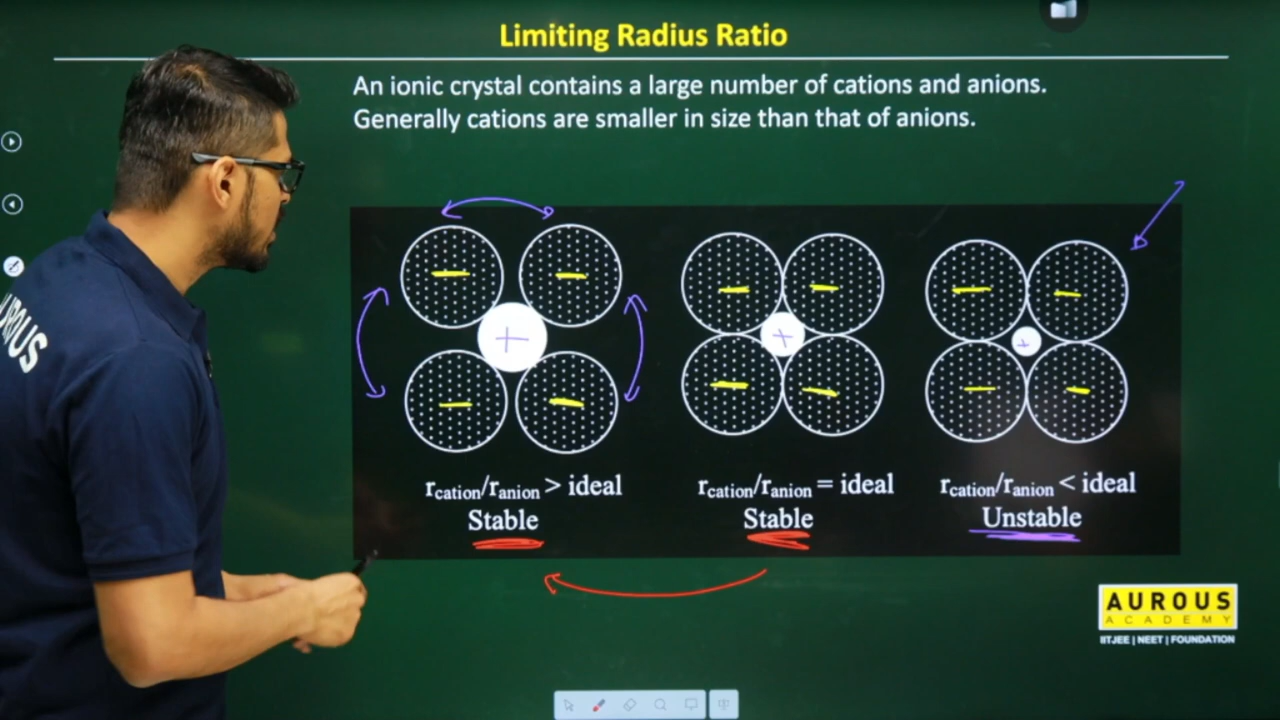 Limiting Radius Ratio
An ionic crystal contains a large number of cations and anions.
Generally cations are smaller in size than that of anions.
− − − − − −
+ + +
− − − − − −
rcation/ranion > ideal
Stable
rcation/ranion = ideal
Stable
rcation/ranion < ideal
Unstable
UROUS
AUROUS
ACADEMY
IITJEE | NEET | FOUNDATION